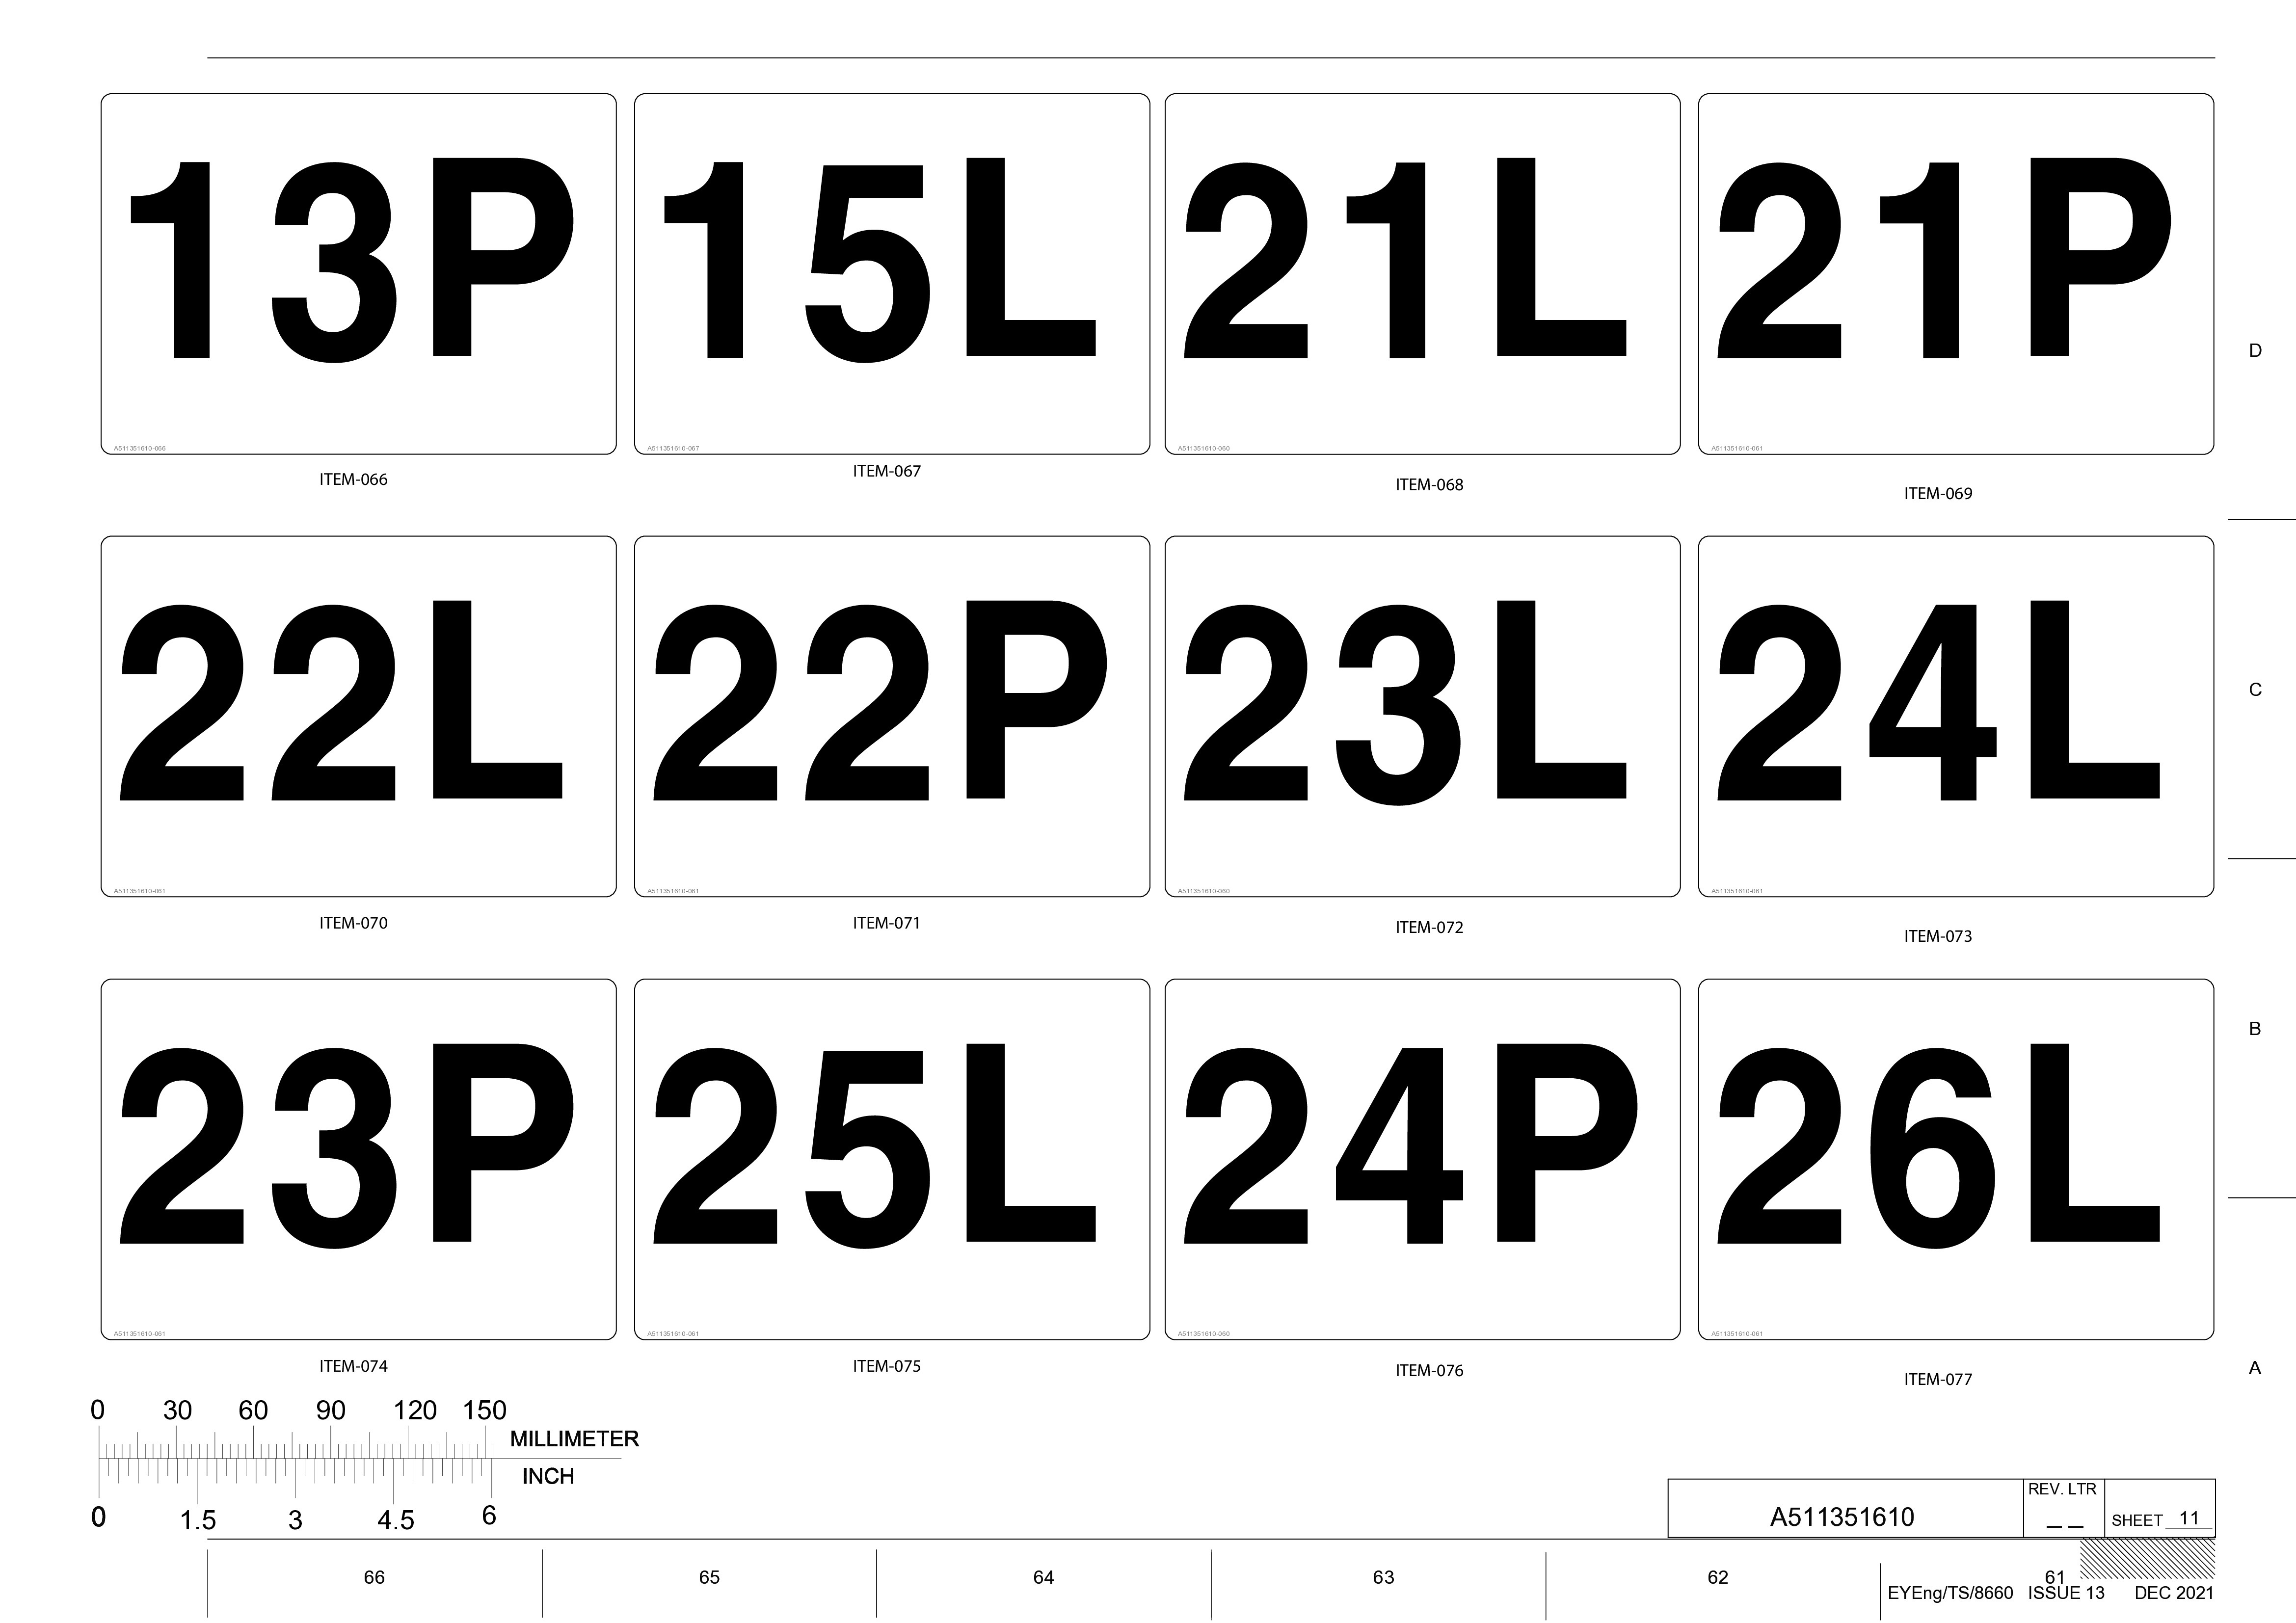 13P
15L
21L
21P
A511351610-066
A511351610-067
A511351610-060
A511351610-061
ITEM-066
ITEM-067
ITEM-068
ITEM-069
D
22L
22P
23L
24L
A511351610-061
A511351610-061
A511351610-060
A511351610-061
ITEM-070
ITEM-071
ITEM-072
ITEM-073
C
23P
25L
24P
26L
A511351610-061
A511351610-061
A511351610-060
A511351610-061
ITEM-074
ITEM-075
ITEM-076
ITEM-077
B
A
0 30 60 90 120 150
MILLIMETER
INCH
0 1.5 3 4.5 6
A511351610
REV. LTR
_ _
SHEET 11
66 65 64 63 62 61
EYEng/TS/8660 ISSUE 13 DEC 2021